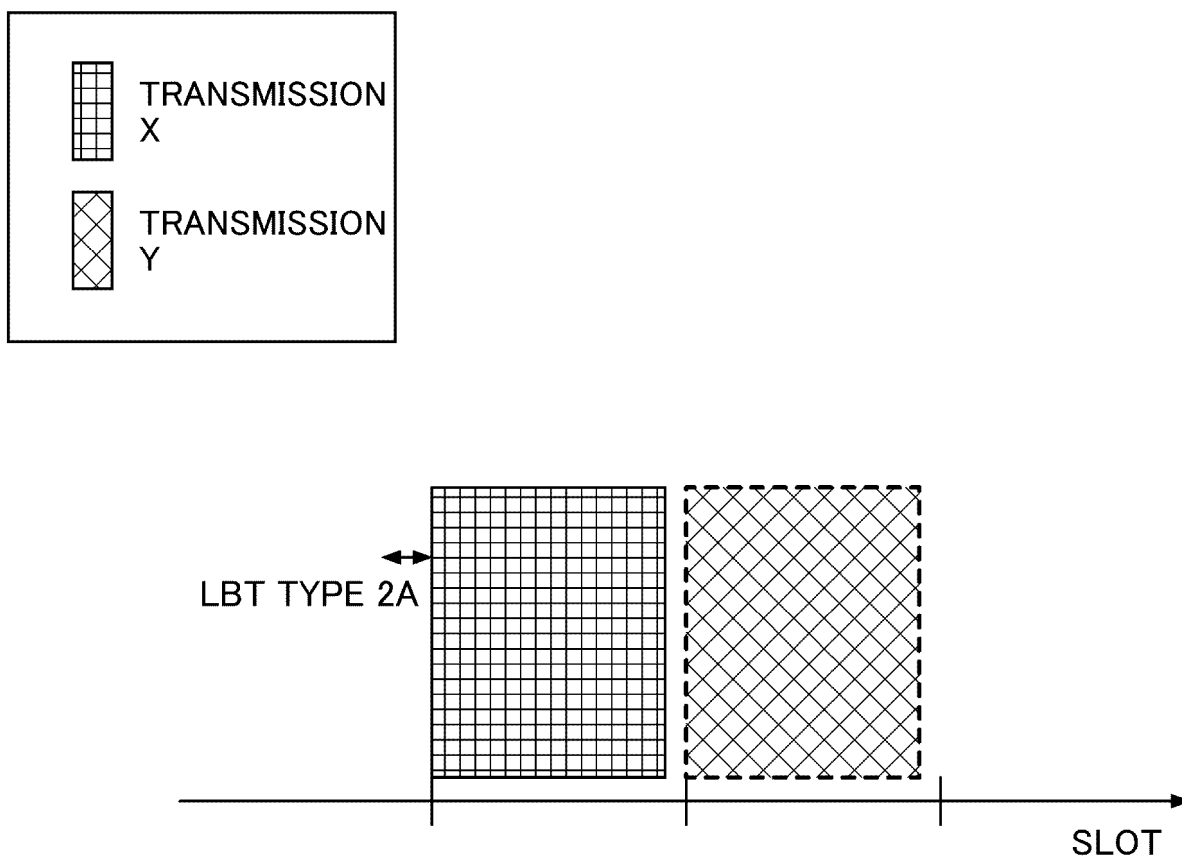 TRANSMISSION
X
TRANSMISSION
Y
LBT TYPE 2A
SLOT